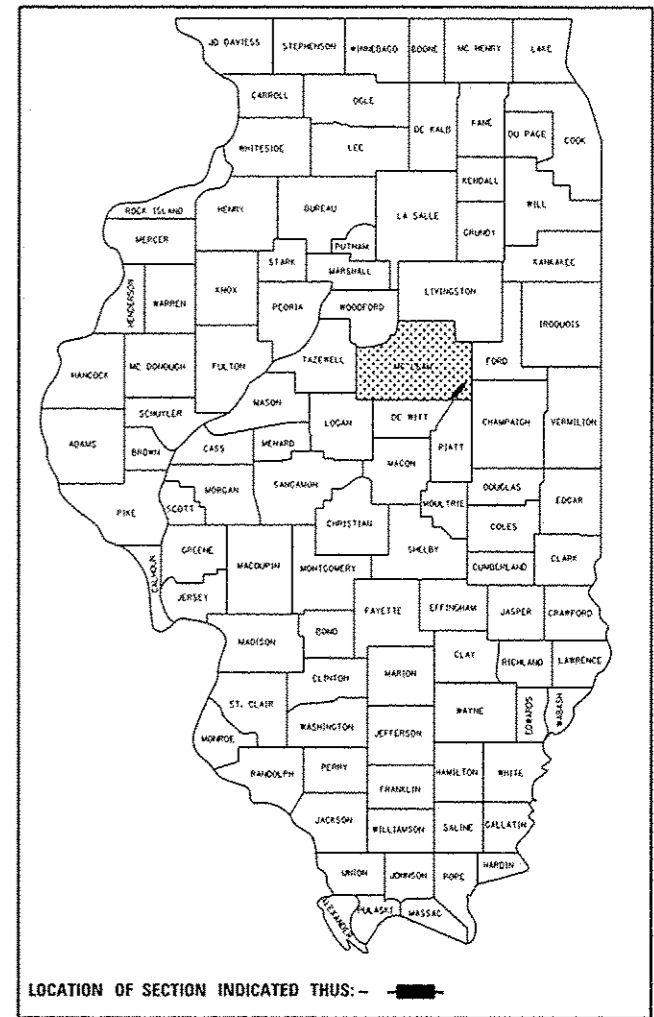 JO DAVIESS STEPHENSON WINNEBAGO BOONE MC HENRY LAKE
CARROLL OGLE DE KALB KANE DU PAGE COOK
WHITESIDE LEE KENDALL
ROCK ISLAND HENRY BUREAU LA SALLE GRUNDY WILL
MERCER PUTNAM KANKAKEE
STARK MARSHALL
HENDERSON WARREN KNOX PEORIA WOODFORD LIVINGSTON IROQUOIS
HANCOCK MC DONOUGH FULTON TAZEWELL MC LEAN FORD
SCHUYLER MASON LOGAN DE WITT CHAMPAIGN VERMILION
ADAMS BROWN CASS MENARD MACON PIATT
PIKE SCOTT MORGAN SANGAMON CHRISTIAN MOULTRIE DOUGLAS EDGAR
COLES
CALHOUN GREENE MACOUPIN MONTGOMERY SHELBY CUMBERLAND CLARK
JERSEY
FAYETTE EFFINGHAM JASPER CRAWFORD
MADISON BOND CLAY RICHLAND LAWRENCE
CLINTON MARION
ST. CLAIR WASHINGTON JEFFERSON WAYNE EDWARDS WABASH
MONROE
RANDOLPH PERRY HAMILTON WHITE
FRANKLIN
JACKSON WILLIAMSON SALINE GALLATIN
UNION JOHNSON POPE HARDIN
ALEXANDER PULASKI MASSAC
LOCATION OF SECTION INDICATED THUS: -